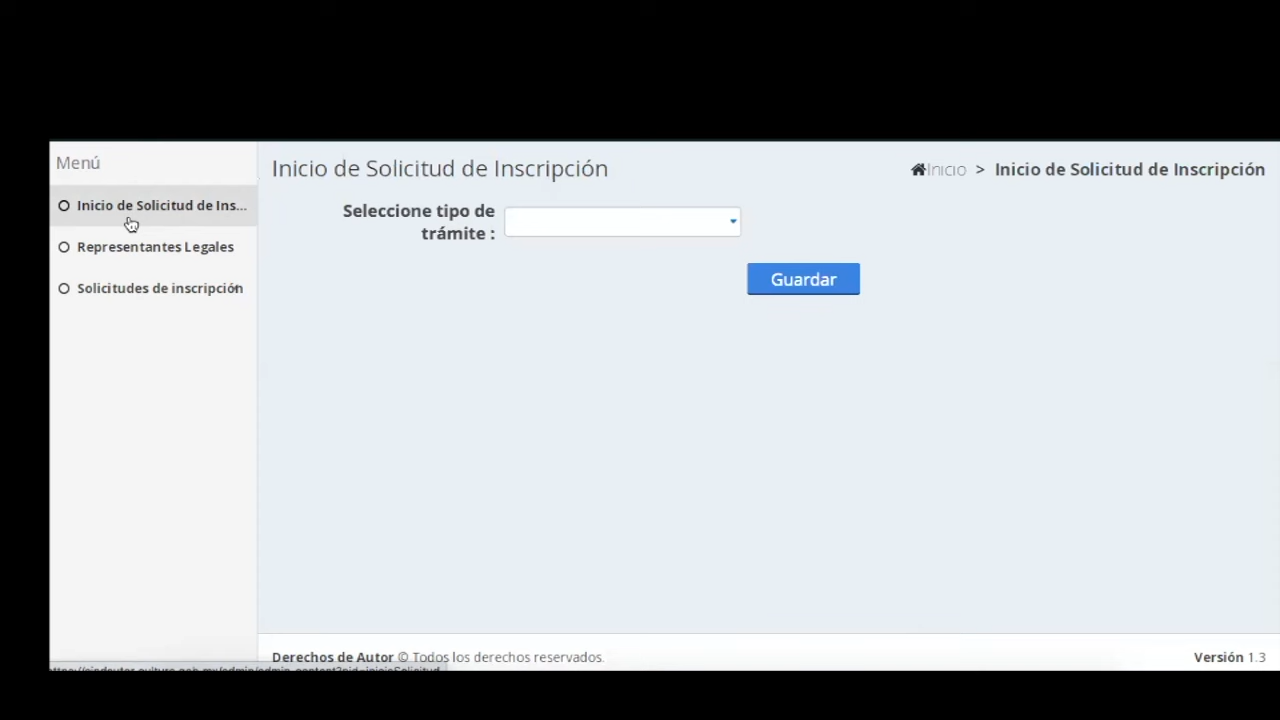 Menú
Inicio de Solicitud de Ins...
Representantes Legales
Solicitudes de inscripción
Inicio de Solicitud de Inscripción
Inicio > Inicio de Solicitud de Inscripción
Seleccione tipo de
trámite :
Guardar
Derechos de Autor © Todos los derechos reservados.
Versión 1.3